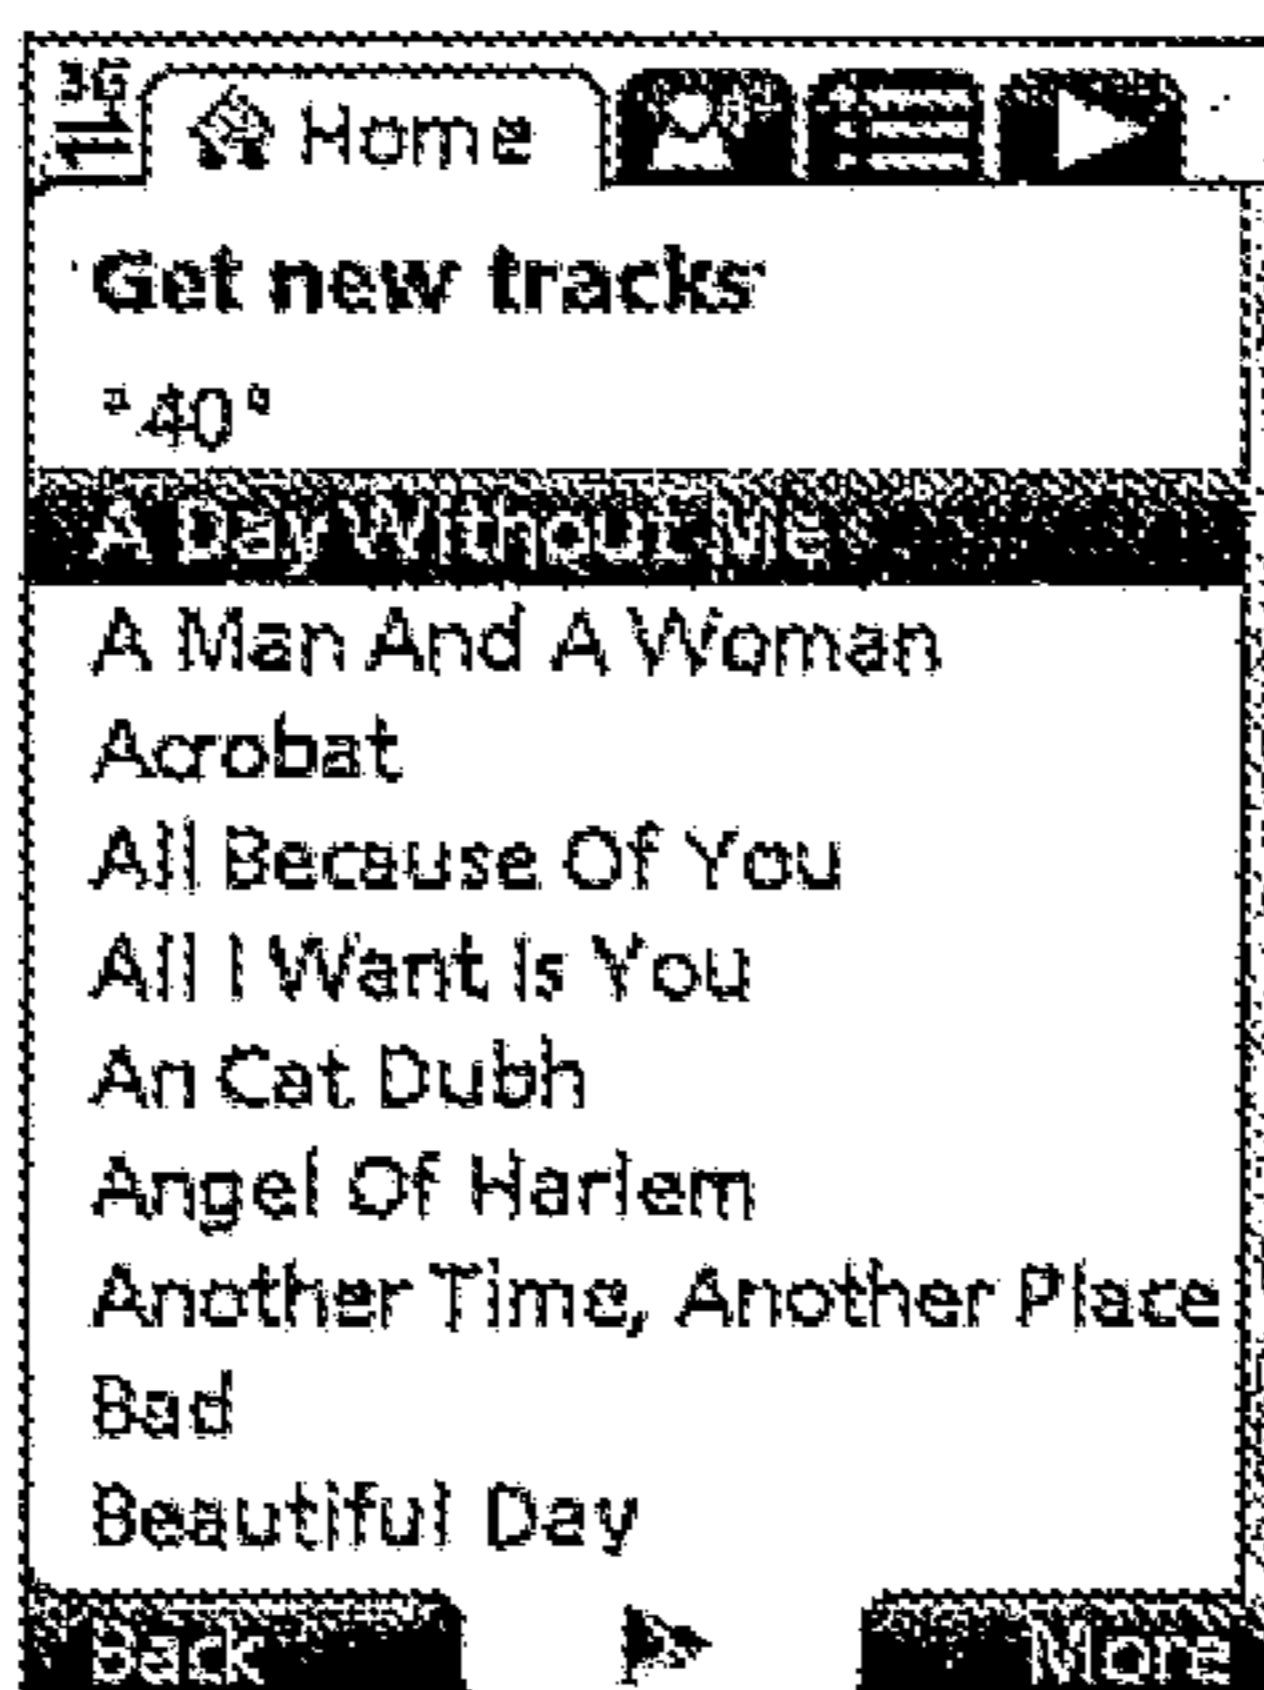 3G
Home
Get new tracks
"40"
A Day Without Me
A Man And A Woman
Acrobat
All Because Of You
All I Want Is You
An Cat Dubh
Angel Of Harlem
Another Time, Another Place
Bad
Beautiful Day
Back
More